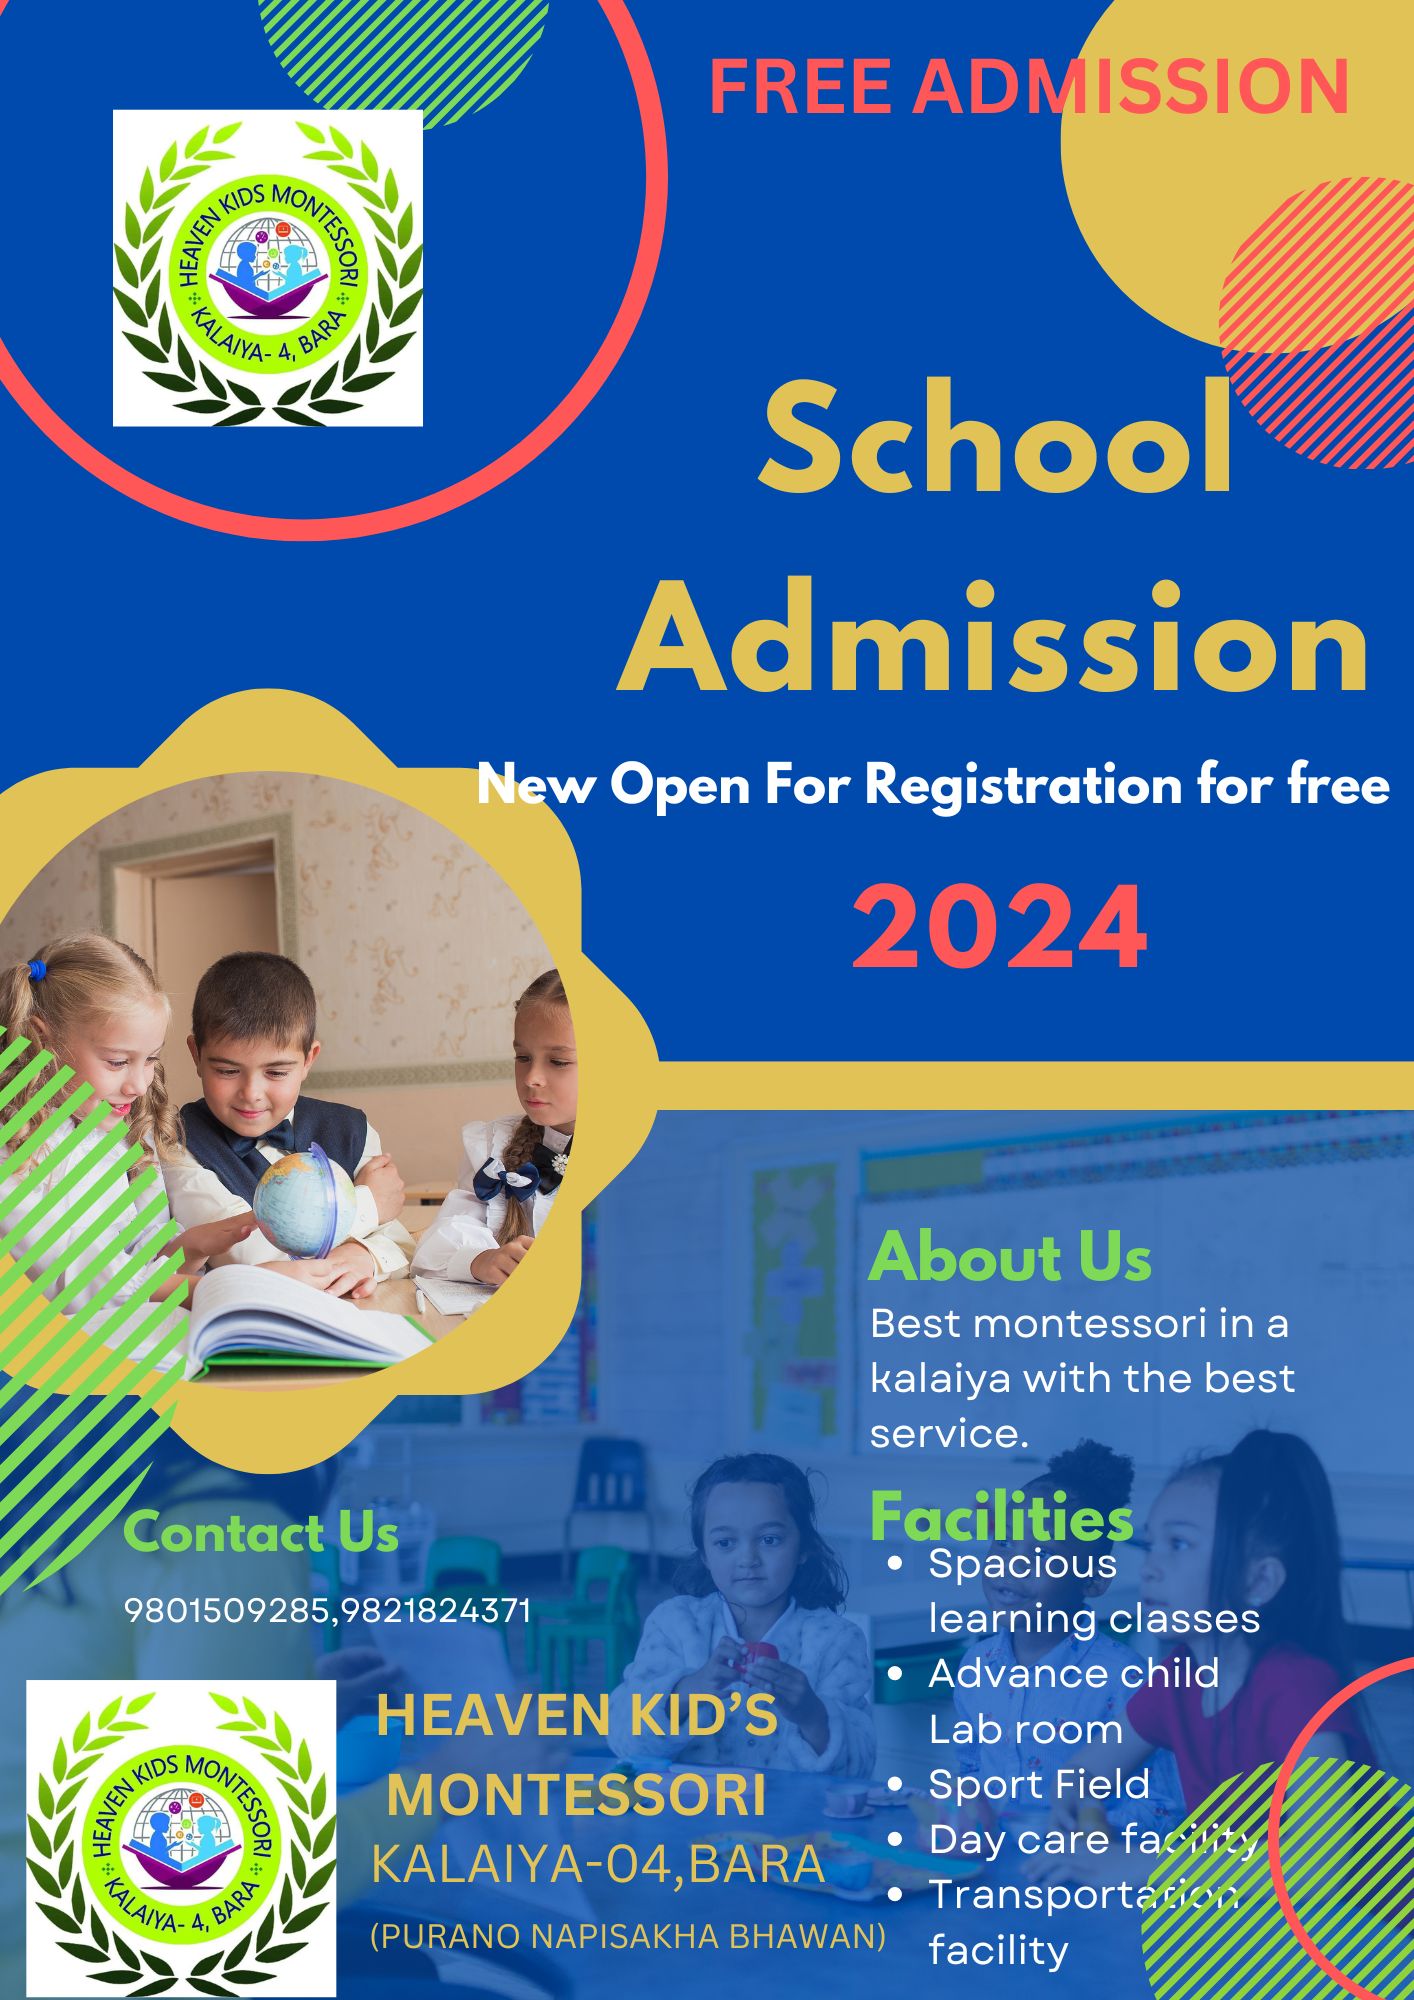 FREE ADMISSION
HEAVEN KIDS MONTESSORI
KALAIYA- 4, BARA
School
Admission
New Open For Registration for free
2024
About Us
Best montessori in a
kalaiya with the best
service.
Facilities
• Spacious
learning classes
• Advance child
Lab room
• Sport Field
• Day care facility
• Transportation
facility
Contact Us
9801509285,9821824371
HEAVEN KIDS MONTESSORI
KALAIYA- 4, BARA
HEAVEN KID’S
MONTESSORI
KALAIYA-04,BARA
(PURANO NAPISAKHA BHAWAN)